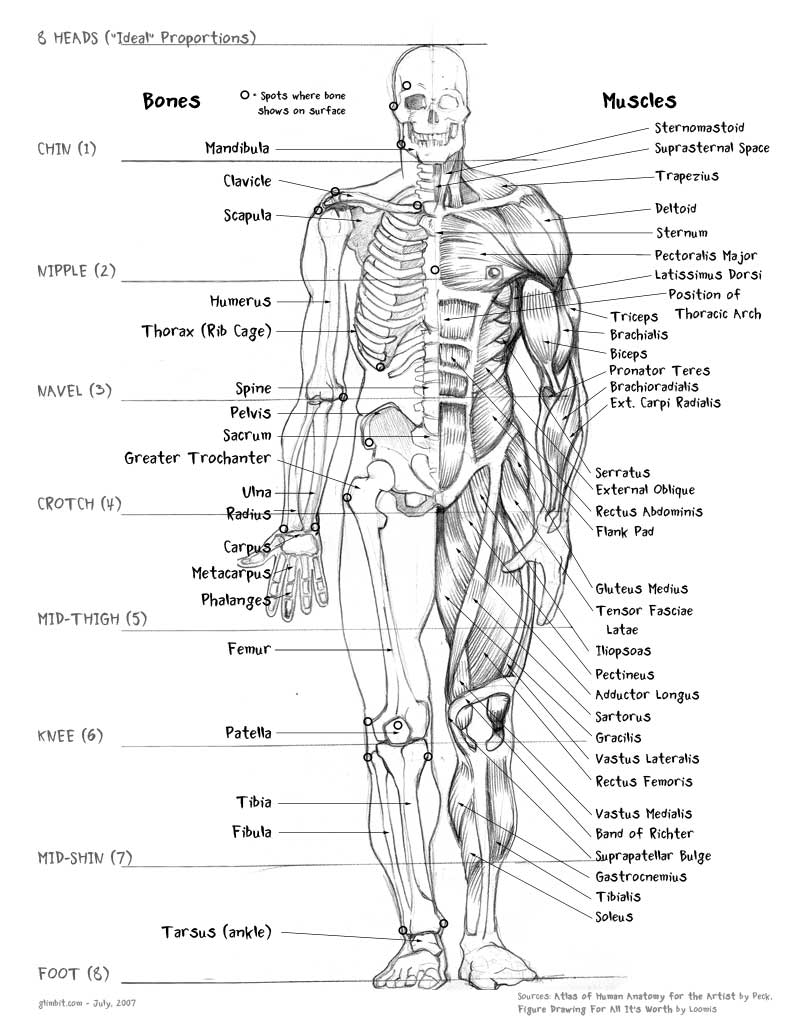 8 HEADS ("Ideal" Proportions)
Bones
O - Spots where bone
shows on surface
Muscles
CHIN (1)
Mandibula
Clavicle
Scapula
NIPPLE (2)
Humerus
Thorax (Rib Cage)
NAVEL (3)
Spine
Pelvis
Sacrum
Greater Trochanter
Ulna
CROTCH (4)
Radius
Carpus
Metacarpus
Phalanges
MID-THIGH (5)
Femur
KNEE (6)
Patella
Tibia
Fibula
MID-SHIN (7)
Tarsus (ankle)
FOOT (8)
Sternomastoid
Suprasternal Space
Trapezius
Deltoid
Sternum
Pectoralis Major
Latissimus Dorsi
Position of
Thoracic Arch
Triceps
Brachialis
Biceps
Pronator Teres
Brachioradialis
Ext. Carpi Radialis
Serratus
External Oblique
Rectus Abdominis
Flank Pad
Gluteus Medius
Tensor Fasciae
Latae
Iliopsoas
Pectineus
Adductor Longus
Sartorus
Gracilis
Vastus Lateralis
Rectus Femoris
Vastus Medialis
Band of Richter
Suprapatellar Bulge
Gastrocnemius
Tibialis
Soleus
glimbit.com - July, 2007
Sources: Atlas of Human Anatomy for the Artist by Peck,
Figure Drawing For All It's Worth by Loomis